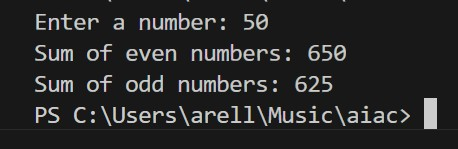 Enter a number: 50
Sum of even numbers: 650
Sum of odd numbers: 625
PS C:\Users\arell\Music\aiac>